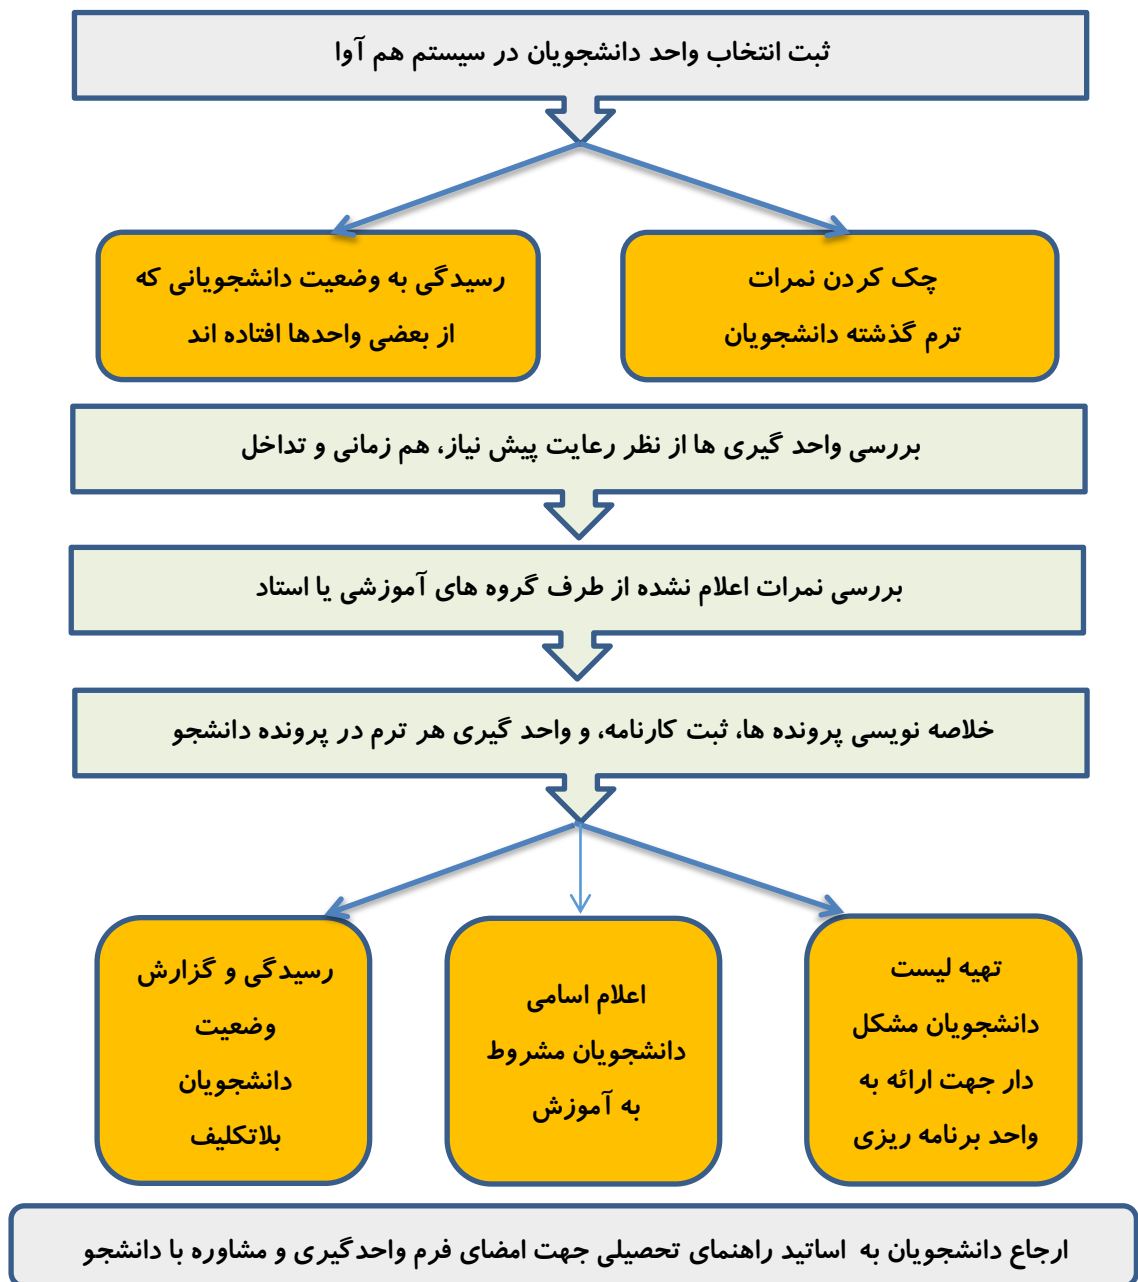 ثبت انتخاب واحد دانشجویان در سیستم هم آوا
چک کردن نمرات
ترم گذشته دانشجویان
رسیدگی به وضعیت دانشجویانی که
از بعضی واحدها افتاده اند
بررسی واحد گیری ها از نظر رعایت پیش نیاز، هم زمانی و تداخل
بررسی نمرات اعلام نشده از طرف گروه های آموزشی یا استاد
خلاصه نویسی پرونده ها، ثبت کارنامه، و واحد گیری هر ترم در پرونده دانشجو
تهیه لیست
دانشجویان مشکل
دار جهت ارائه به
واحد برنامه ریزی
اعلام اسامی
دانشجویان مشروط
به آموزش
رسیدگی و گزارش
وضعیت
دانشجویان
بلاتکلیف
ارجاع دانشجویان به اساتید راهنمای تحصیلی جهت امضای فرم واحدگیری و مشاوره با دانشجو